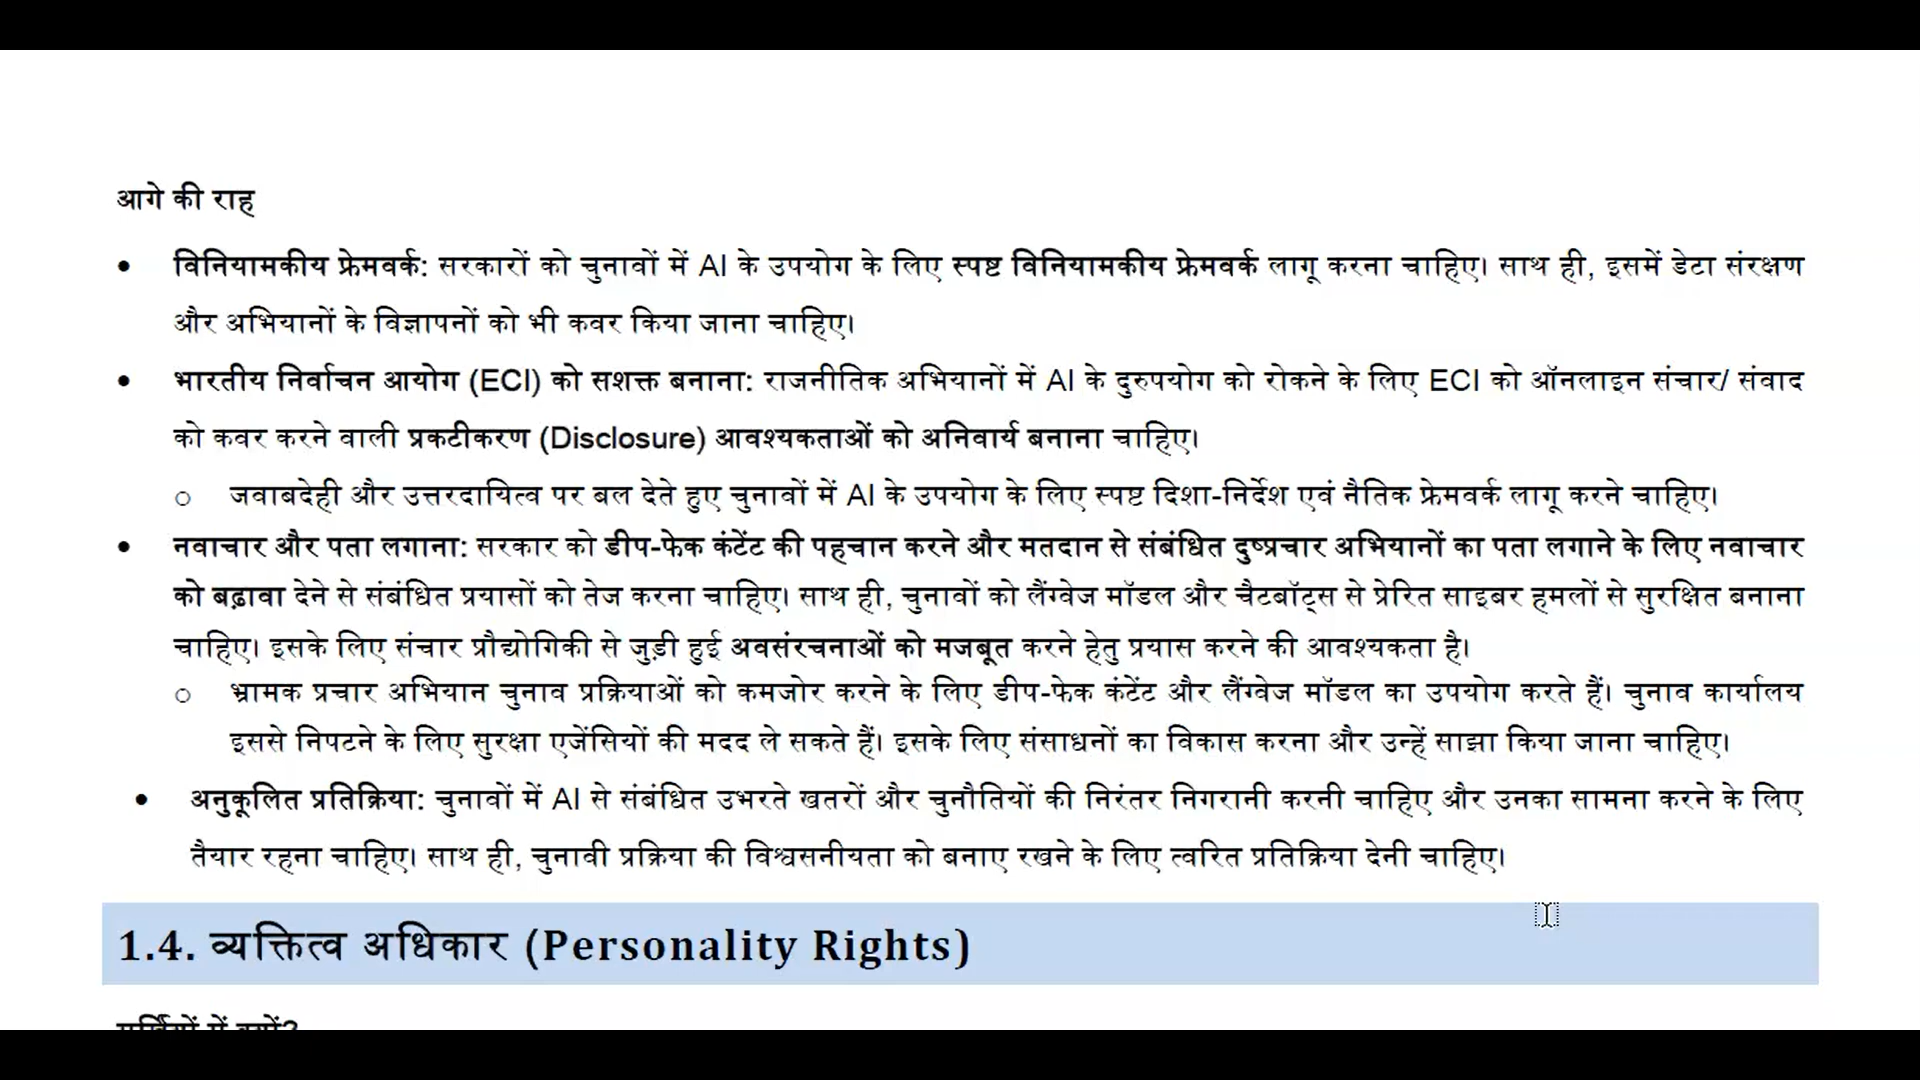 आगे की राह
• विनियामकीय फ्रेमवर्क: सरकारों को चुनावों में AI के उपयोग के लिए स्पष्ट विनियामकीय फ्रेमवर्क लागू करना चाहिए। साथ ही, इसमें डेटा संरक्षण
और अभियानों के विज्ञापनों को भी कवर किया जाना चाहिए।
• भारतीय निर्वाचन आयोग (ECI) को सशक्त बनाना: राजनीतिक अभियानों में AI के दुरुपयोग को रोकने के लिए ECI को ऑनलाइन संचार/ संवाद
को कवर करने वाली प्रकटीकरण (Disclosure) आवश्यकताओं को अनिवार्य बनाना चाहिए।
○ जवाबदेही और उत्तरदायित्व पर बल देते हुए चुनावों में AI के उपयोग के लिए स्पष्ट दिशा-निर्देश एवं नैतिक फ्रेमवर्क लागू करने चाहिए।
• नवाचार और पता लगाना: सरकार को डीप-फेक कंटेंट की पहचान करने और मतदान से संबंधित दुष्प्रचार अभियानों का पता लगाने के लिए नवाचार
को बढ़ावा देने से संबंधित प्रयासों को तेज करना चाहिए। साथ ही, चुनावों को लैंग्वेज मॉडल और चैटबॉट्स से प्रेरित साइबर हमलों से सुरक्षित बनाना
चाहिए। इसके लिए संचार प्रौद्योगिकी से जुड़ी हुई अवसंरचनाओं को मजबूत करने हेतु प्रयास करने की आवश्यकता है।
○ भ्रामक प्रचार अभियान चुनाव प्रक्रियाओं को कमजोर करने के लिए डीप-फेक कंटेंट और लैंग्वेज मॉडल का उपयोग करते हैं। चुनाव कार्यालय
इससे निपटने के लिए सुरक्षा एजेंसियों की मदद ले सकते हैं। इसके लिए संसाधनों का विकास करना और उन्हें साझा किया जाना चाहिए।
• अनुकूलित प्रतिक्रिया: चुनावों में AI से संबंधित उभरते खतरों और चुनौतियों की निरंतर निगरानी करनी चाहिए और उनका सामना करने के लिए
तैयार रहना चाहिए। साथ ही, चुनावी प्रक्रिया की विश्वसनीयता को बनाए रखने के लिए त्वरित प्रतिक्रिया देनी चाहिए।
1.4. व्यक्तित्व अधिकार (Personality Rights)
सुर्ख़ियों में क्यों?